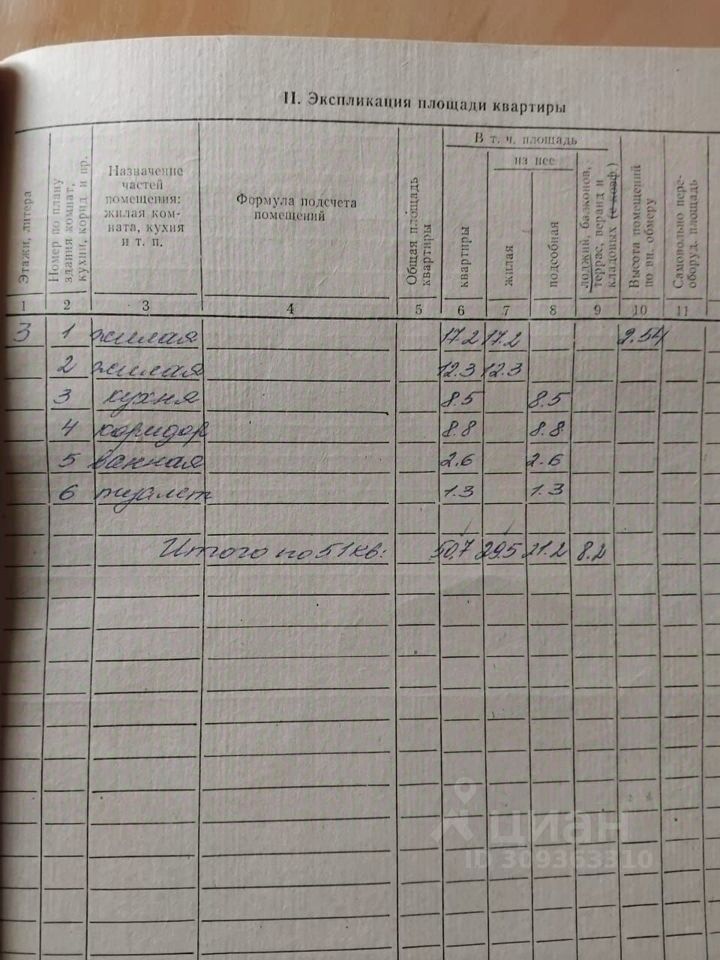 II. Экспликация площади квартиры
Этажи, литера
Номер по плану здания комнат, кухни, корид. и пр.
Назначение
частей
помещения:
жилая ком-
ната, кухня
и т. п.
Формула подсчета
помещений
Общая площадь квартиры
В т. ч. площадь
квартиры
из нее
жилая
подсобная
лоджий, балконов, террас, веранд и кладовых (с коэф.)
Высота помещений по вн. обмеру
Самовольно пере- оборуд. площадь
1 2 3 4 5 6 7 8 9 10 11
3 1 жилая 17.2 17.2 2.54
2 жилая 12.3 12.3
3 кухня 8.5 8.5
4 коридор 8.8 8.8
5 ванная 2.6 2.6
6 туалет 1.3 1.3
Итого по 51 кв: 50.7 29.5 21.2 8.2
циан
ID 309363310